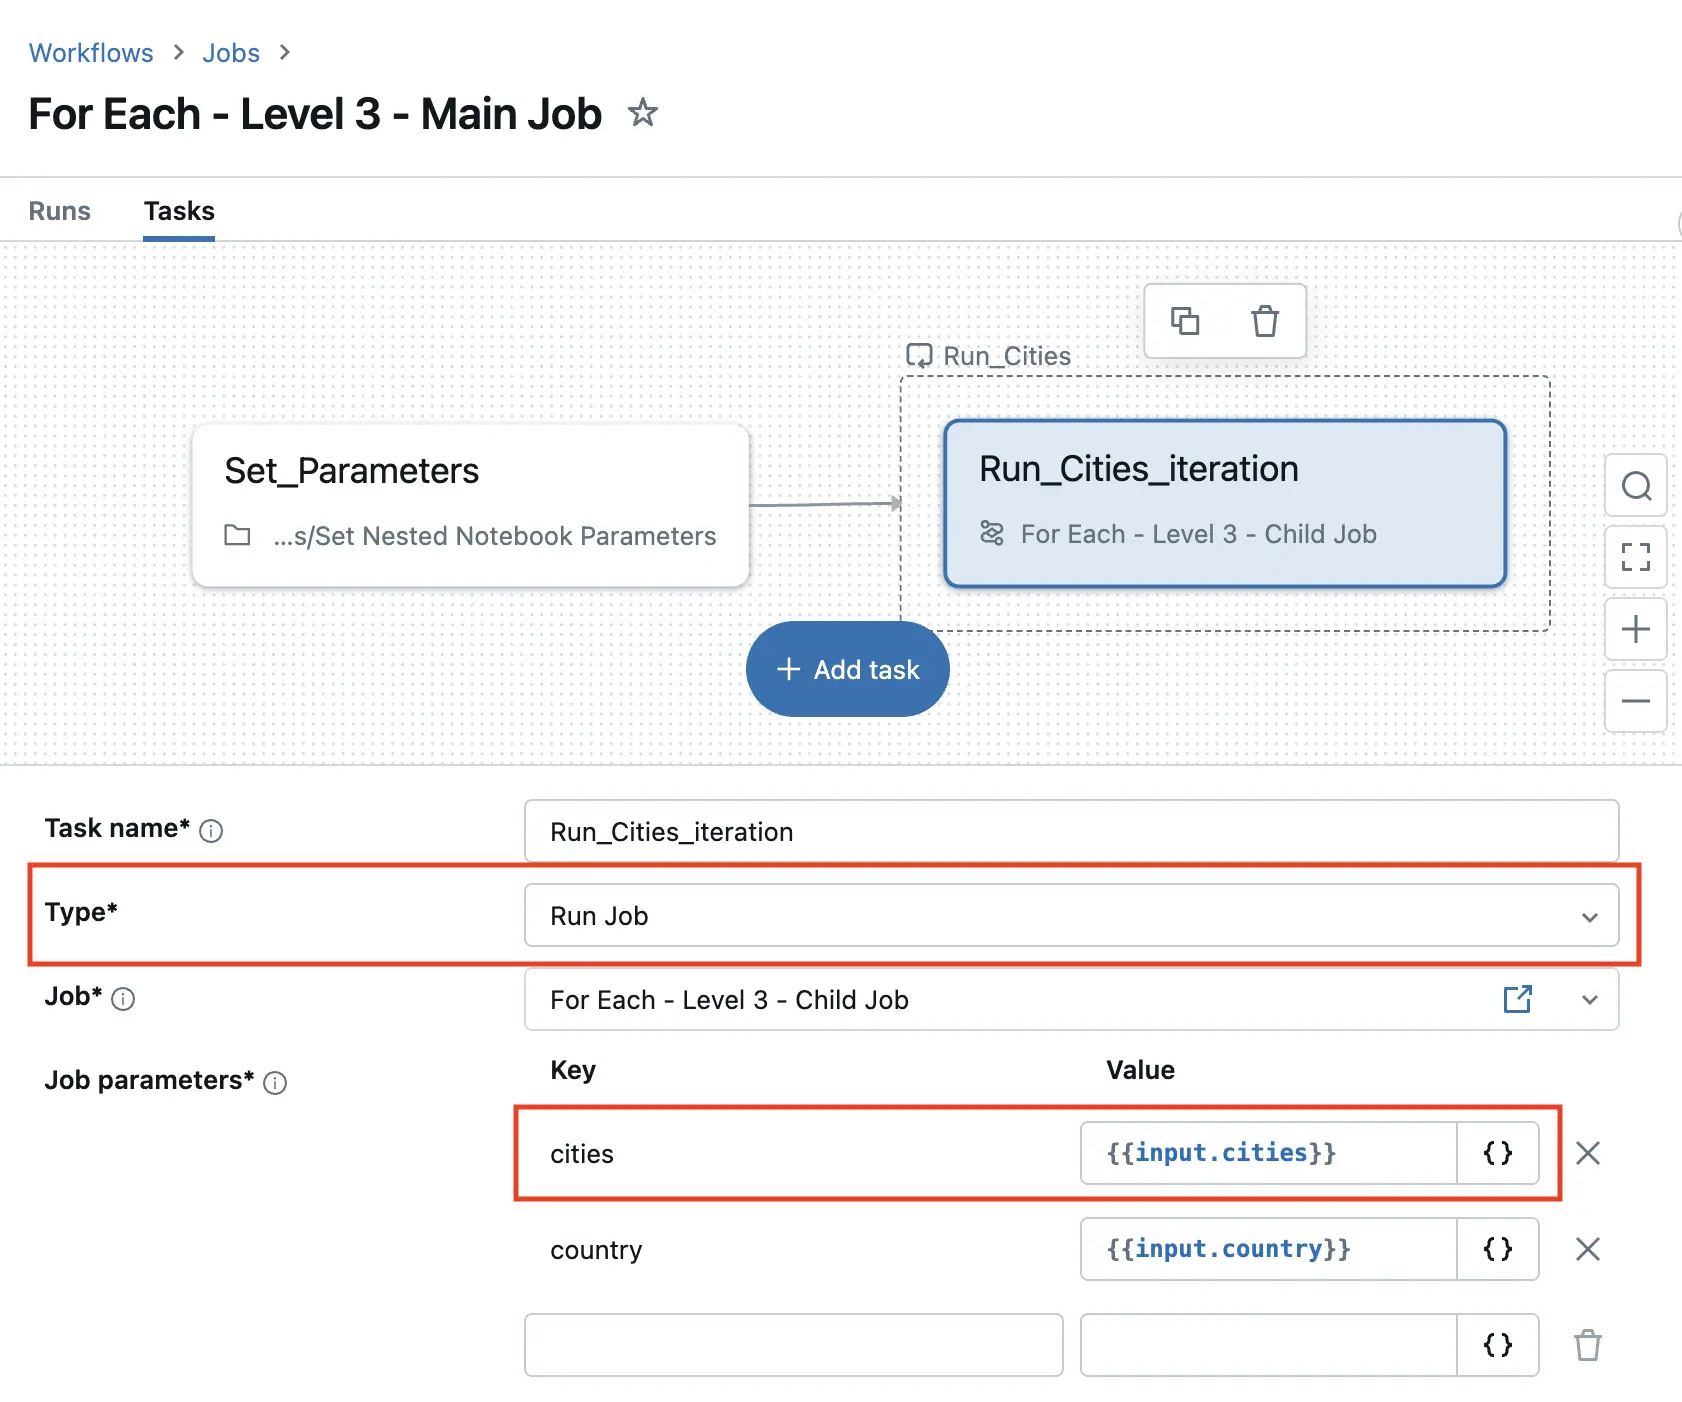 Workflows > Jobs >
For Each - Level 3 - Main Job
Runs Tasks
Run_Cities
Set_Parameters
...s/Set Nested Notebook Parameters
Run_Cities_iteration
For Each - Level 3 - Child Job
+ Add task
Task name* Run_Cities_iteration
Type* Run Job
Job* For Each - Level 3 - Child Job
Job parameters* Key Value
cities {{input.cities}} {}
country {{input.country}} {}
{}